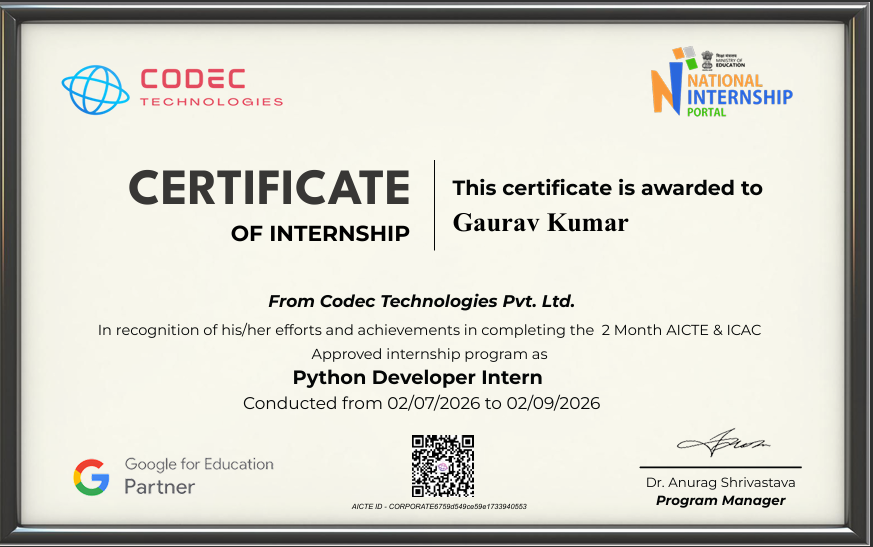 CODEC
TECHNOLOGIES
MINISTRY OF
EDUCATION
NATIONAL
INTERNSHIP
PORTAL
CERTIFICATE
OF INTERNSHIP
This certificate is awarded to
Gaurav Kumar
From Codec Technologies Pvt. Ltd.
In recognition of his/her efforts and achievements in completing the 2 Month AICTE & ICAC
Approved internship program as
Python Developer Intern
Conducted from 02/07/2026 to 02/09/2026
Google for Education
Partner
AICTE ID - CORPORATE6759d549ce59e1733940553
Dr. Anurag Shrivastava
Program Manager